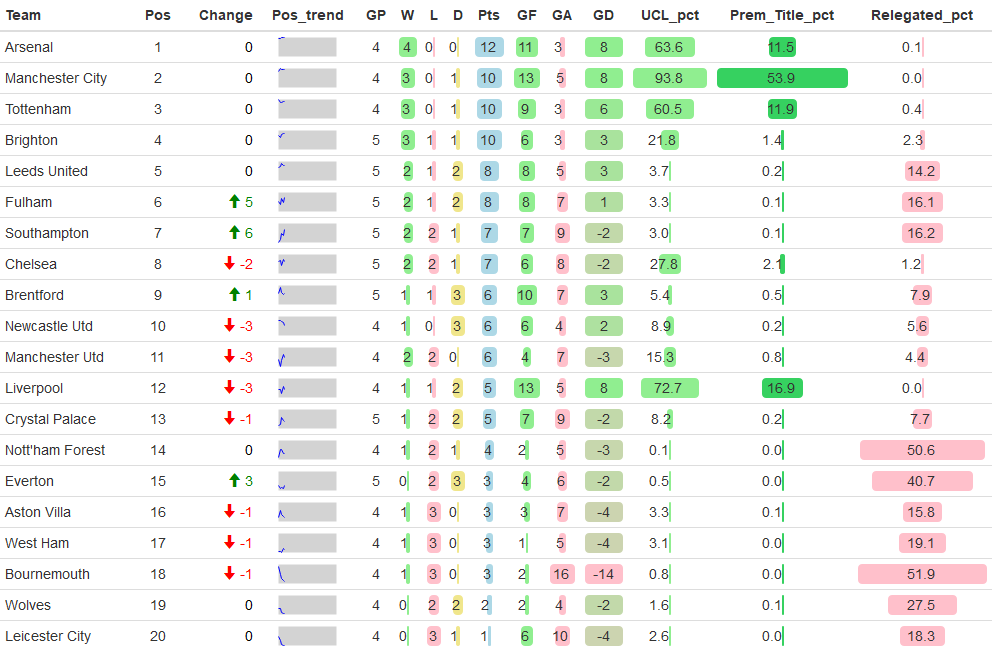 Team Pos Change Pos_trend GP W L D Pts GF GA GD UCL_pct Prem_Title_pct Relegated_pct
Arsenal 1 0 4 4 0 0 12 11 3 8 63.6 11.5 0.1
Manchester City 2 0 4 3 0 1 10 13 5 8 93.8 53.9 0.0
Tottenham 3 0 4 3 0 1 10 9 3 6 60.5 11.9 0.4
Brighton 4 0 5 3 1 1 10 6 3 3 21.8 1.4 2.3
Leeds United 5 0 5 2 1 2 8 8 5 3 3.7 0.2 14.2
Fulham 6 5 5 2 1 2 8 8 7 1 3.3 0.1 16.1
Southampton 7 6 5 2 2 1 7 7 9 -2 3.0 0.1 16.2
Chelsea 8 -2 5 2 2 1 7 6 8 -2 27.8 2.1 1.2
Brentford 9 1 5 1 1 3 6 10 7 3 5.4 0.5 7.9
Newcastle Utd 10 -3 4 1 0 3 6 6 4 2 8.9 0.2 5.6
Manchester Utd 11 -3 4 2 2 0 6 4 7 -3 15.3 0.8 4.4
Liverpool 12 -3 4 1 1 2 5 13 5 8 72.7 16.9 0.0
Crystal Palace 13 -1 5 1 2 2 5 7 9 -2 8.2 0.2 7.7
Nott'ham Forest 14 0 4 1 2 1 4 2 5 -3 0.1 0.0 50.6
Everton 15 3 5 0 2 3 3 4 6 -2 0.5 0.0 40.7
Aston Villa 16 -1 4 1 3 0 3 3 7 -4 3.3 0.1 15.8
West Ham 17 -1 4 1 3 0 3 1 5 -4 3.1 0.0 19.1
Bournemouth 18 -1 4 1 3 0 3 2 16 -14 0.8 0.0 51.9
Wolves 19 0 4 0 2 2 2 2 4 -2 1.6 0.1 27.5
Leicester City 20 0 4 0 3 1 1 6 10 -4 2.6 0.0 18.3